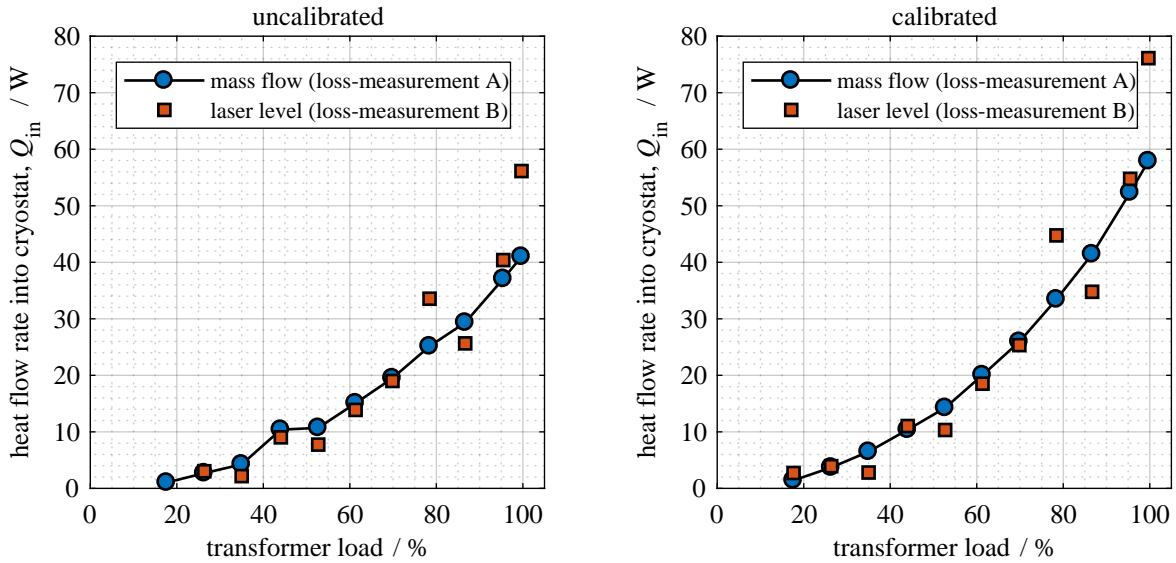 uncalibrated
80
70
60
50
40
30
20
10
0
heat flow rate into cryostat, Q_in / W
mass flow (loss-measurement A)
laser level (loss-measurement B)
0 20 40 60 80 100
transformer load / %
calibrated
80
70
60
50
40
30
20
10
0
heat flow rate into cryostat, Q_in / W
mass flow (loss-measurement A)
laser level (loss-measurement B)
0 20 40 60 80 100
transformer load / %